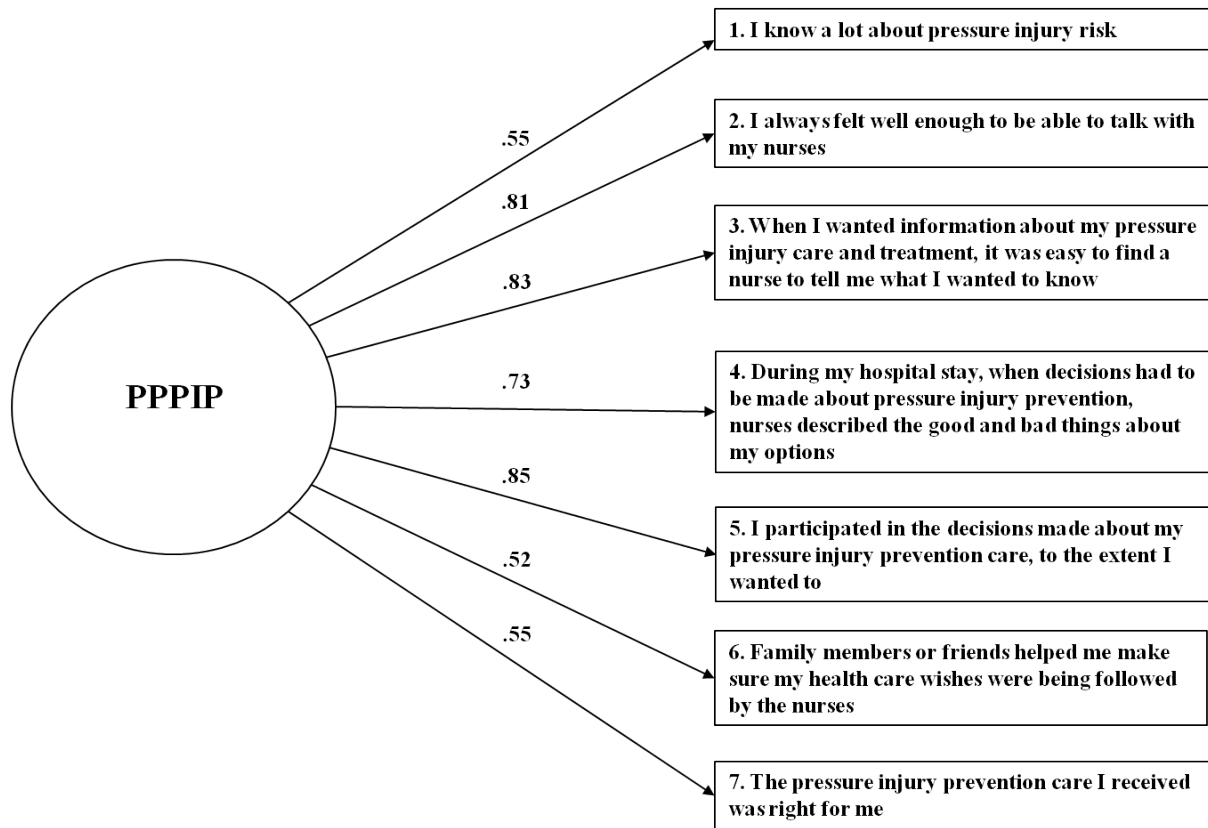 1. I know a lot about pressure injury risk
.55
2. I always felt well enough to be able to talk with
my nurses
.81
3. When I wanted information about my pressure
injury care and treatment, it was easy to find a
nurse to tell me what I wanted to know
.83
PPPIP
.73
4. During my hospital stay, when decisions had to
be made about pressure injury prevention,
nurses described the good and bad things about
my options
.85
5. I participated in the decisions made about my
pressure injury prevention care, to the extent I
wanted to
.52
6. Family members or friends helped me make
sure my health care wishes were being followed
by the nurses
.55
7. The pressure injury prevention care I received
was right for me